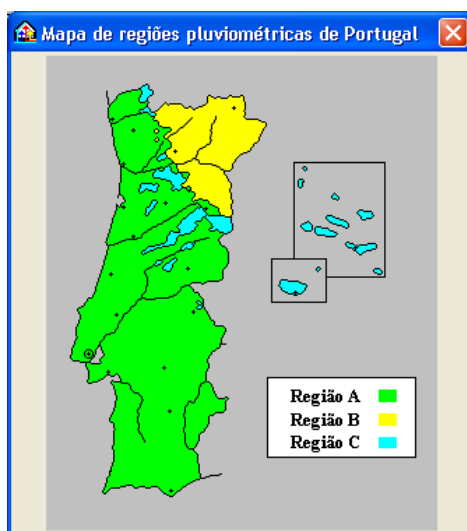 Mapa de regiões pluviométricas de Portugal
Região A
Região B
Região C